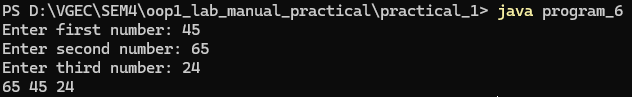 PS D:\VGEC\SEM4\oop1_lab_manual_practical\practical_1> java program_6
Enter first number: 45
Enter second number: 65
Enter third number: 24
65 45 24